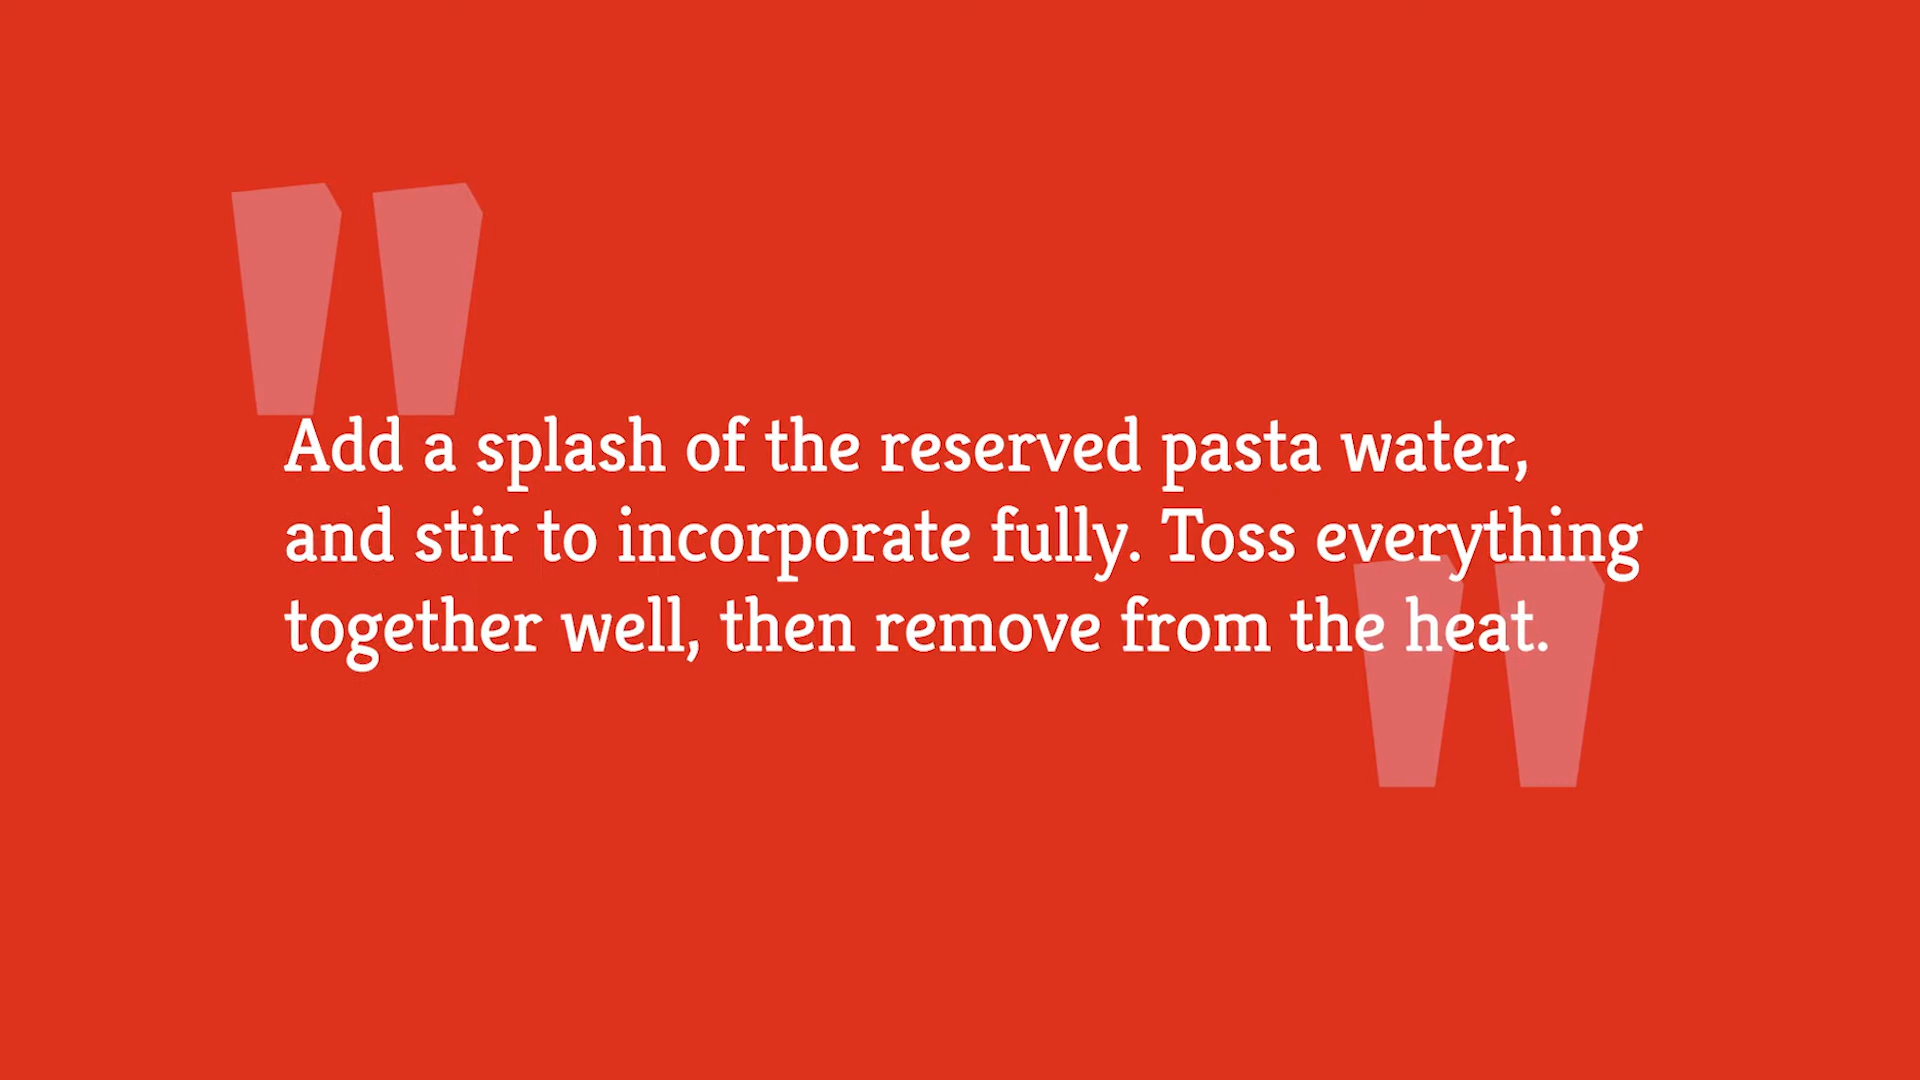 Add a splash of the reserved pasta water,
and stir to incorporate fully. Toss everything
together well, then remove from the heat.